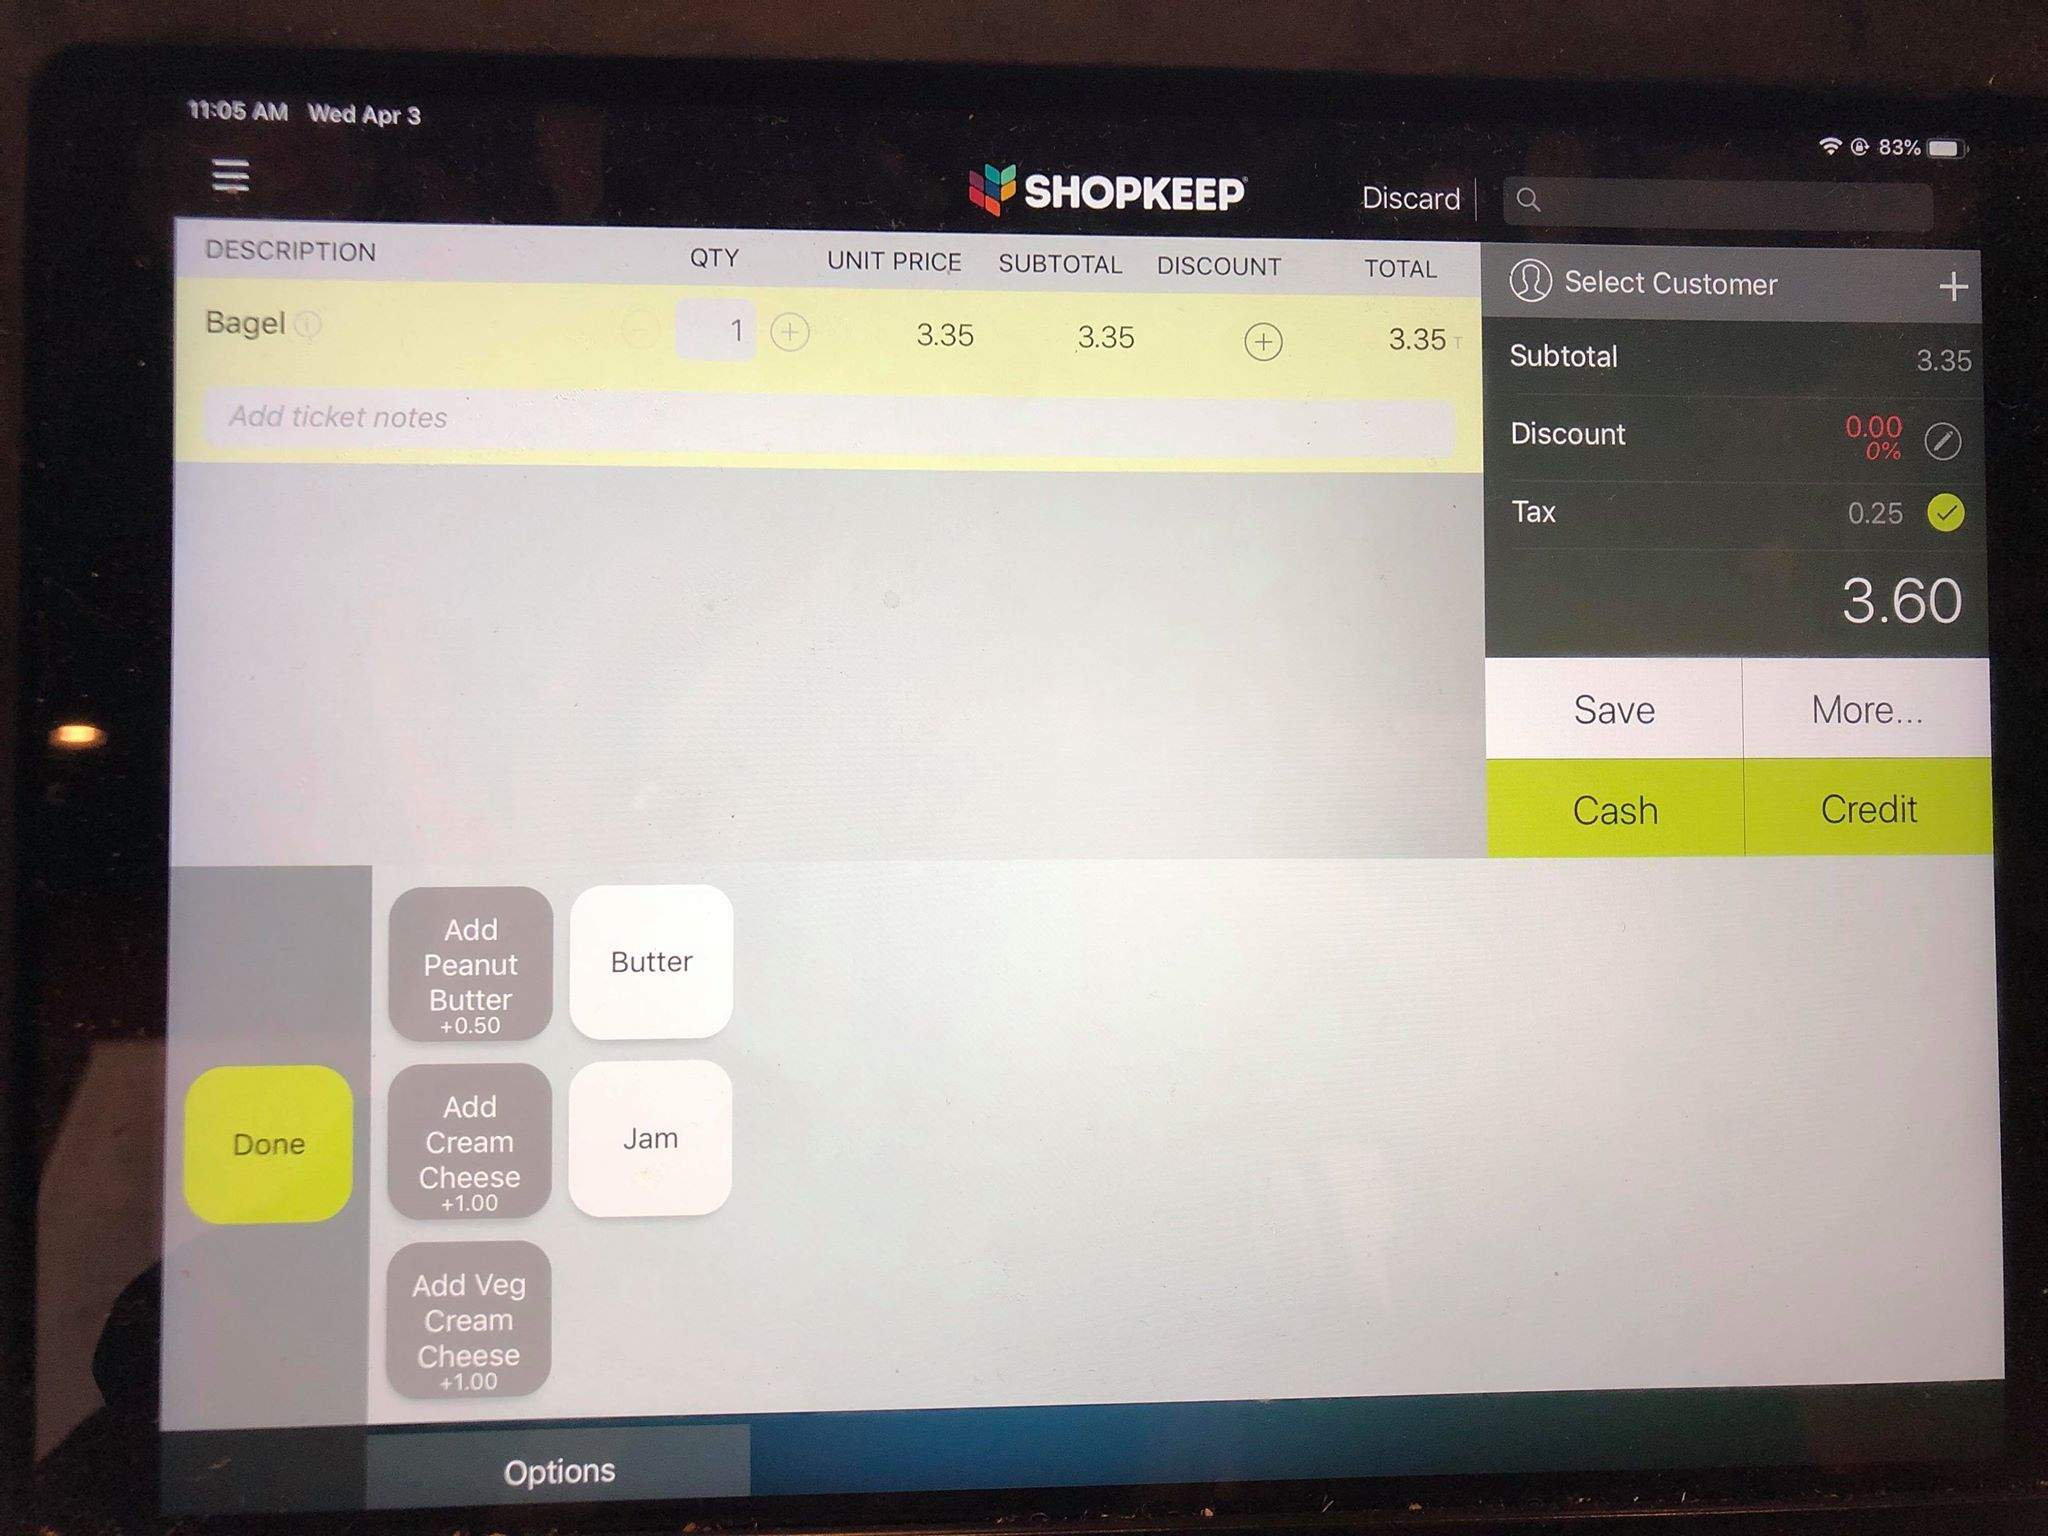 11:05 AM Wed Apr 3
83%
SHOPKEEP
Discard
DESCRIPTION QTY UNIT PRICE SUBTOTAL DISCOUNT TOTAL
Bagel 1 3.35 3.35 3.35 T
Add ticket notes
Select Customer
Subtotal 3.35
Discount 0.00
0%
Tax 0.25
3.60
Save More...
Cash Credit
Done
Add
Peanut
Butter
+0.50
Butter
Add
Cream
Cheese
+1.00
Jam
Add Veg
Cream
Cheese
+1.00
Options